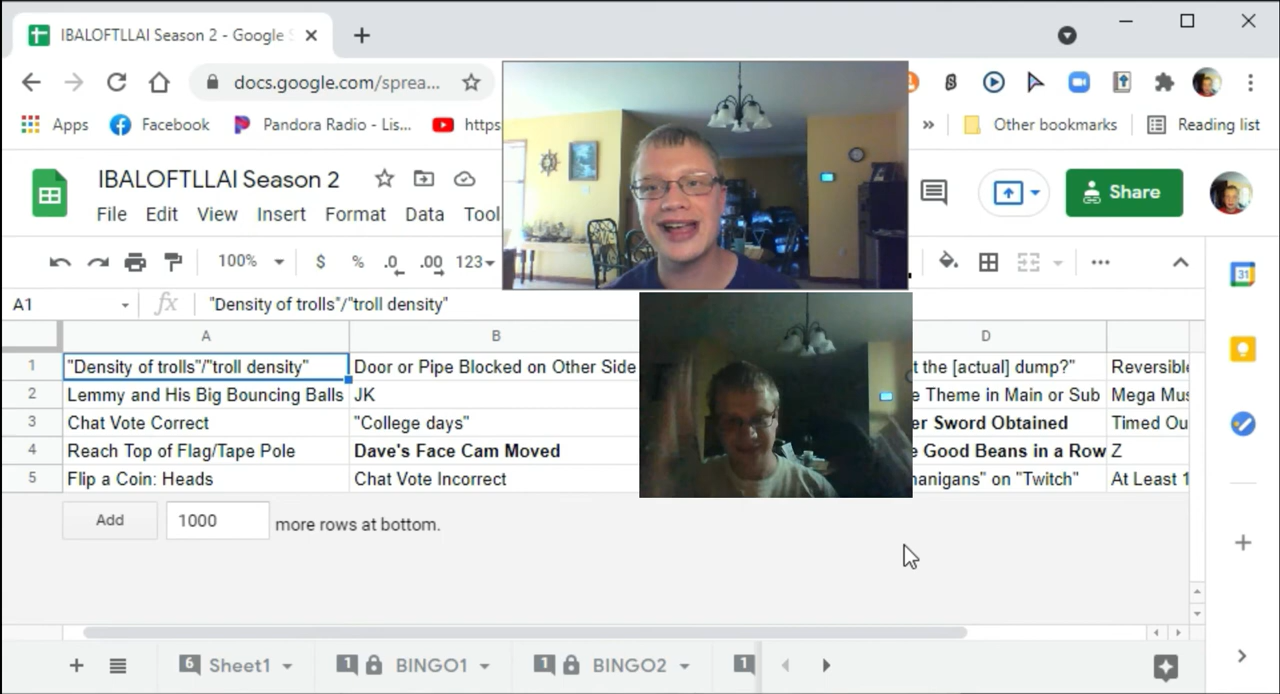 IBALOFTLLAI Season 2 - Google S
docs.google.com/sprea...
Apps Facebook Pandora Radio - Lis... https » Other bookmarks Reading list
IBALOFTLLAI Season 2
Share
File Edit View Insert Format Data Tool
100% $ % .0 .00 123
A1 fx "Density of trolls"/"troll density"
A B D
1 "Density of trolls"/"troll density" Door or Pipe Blocked on Other Side t the [actual] dump?" Reversible
2 Lemmy and His Big Bouncing Balls JK e Theme in Main or Sub Mega Mus
3 Chat Vote Correct "College days" er Sword Obtained Timed Ou
4 Reach Top of Flag/Tape Pole Dave's Face Cam Moved e Good Beans in a Row Z
5 Flip a Coin: Heads Chat Vote Incorrect nanigans" on "Twitch" At Least 1
Add 1000 more rows at bottom.
6 Sheet1 1 BINGO1 1 BINGO2 1
31